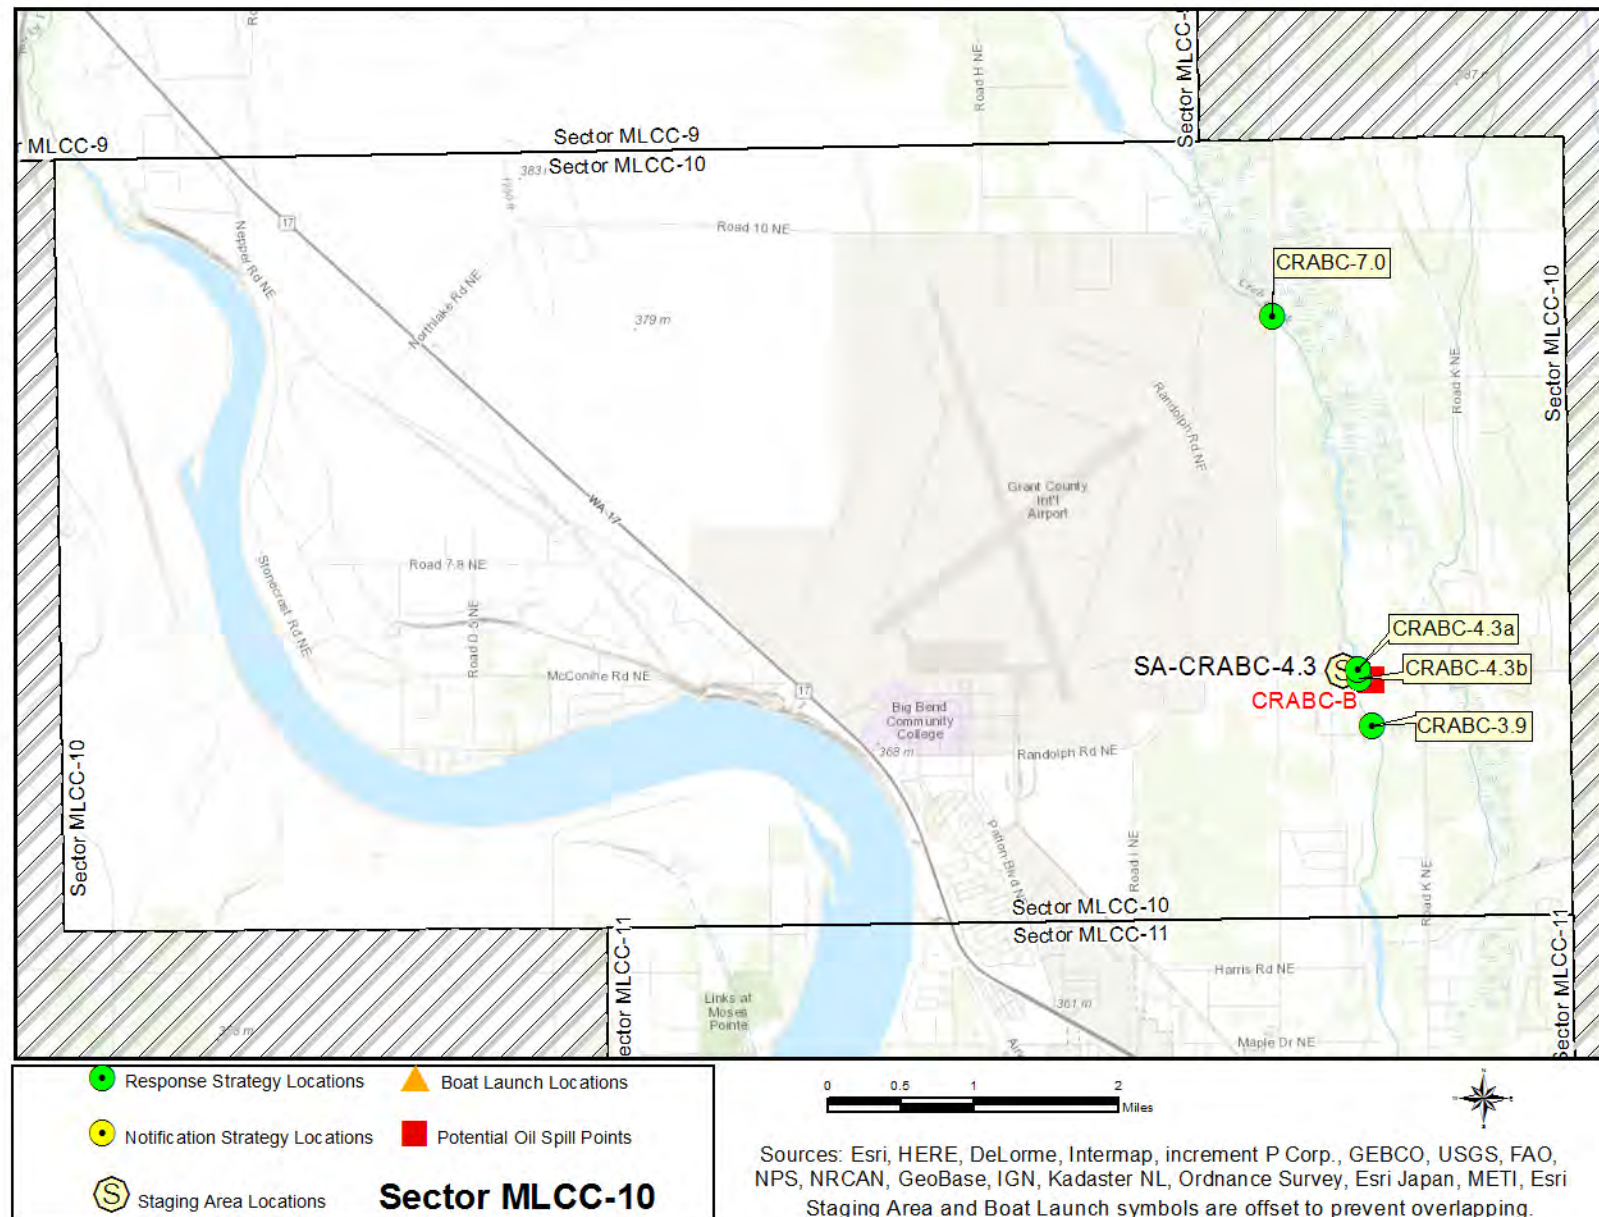 Road H NE
Sector MLCC-
87 m
MLCC-9
Sector MLCC-9
Sector MLCC-10
383
17
Road 10 NE
Neppel Rd NE
Northlake Rd NE
379 m
CRABC-7.0
Sector MLCC-10
Road K NE
Randolph Rd NE
Grant County
Int'l
Airport
WA-17
Road 7.8 NE
Stonecrest Rd NE
Road D.5 NE
McConihe Rd NE
17
CRABC-4.3a
SA-CRABC-4.3
S
CRABC-4.3b
CRABC-B
CRABC-3.9
Big Bend
Community
College
368 m
Randolph Rd NE
Sector MLCC-10
Patton Blvd N
Road I NE
Road K NE
Sector MLCC-10
Sector MLCC-11
ector MLCC-11
Sector MLCC-11
Harris Rd NE
Links at
Moses
Pointe
361 m
Maple Dr NE
Response Strategy Locations
Boat Launch Locations
Notification Strategy Locations
Potential Oil Spill Points
S
Staging Area Locations
Sector MLCC-10
0 0.5 1 2
Miles
Sources: Esri, HERE, DeLorme, Intermap, increment P Corp., GEBCO, USGS, FAO,
NPS, NRCAN, GeoBase, IGN, Kadaster NL, Ordnance Survey, Esri Japan, METI, Esri
Staging Area and Boat Launch symbols are offset to prevent overlapping.